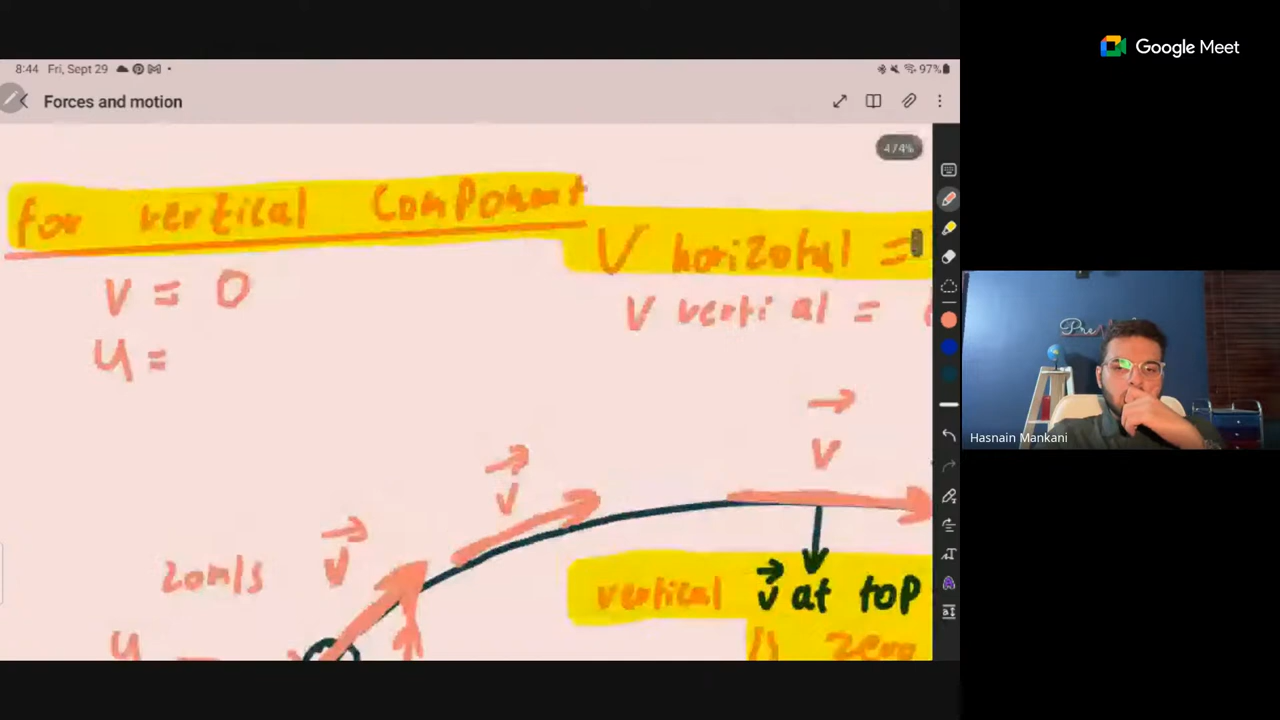 Google Meet
8:44 Fri, Sept 29
97%
Forces and motion
474%
for vertical component
V horizotal =
V = 0
V vertical =
u =
V
V
20m/s
V
vertical V at top
is zero
u
Hasnain Mankani